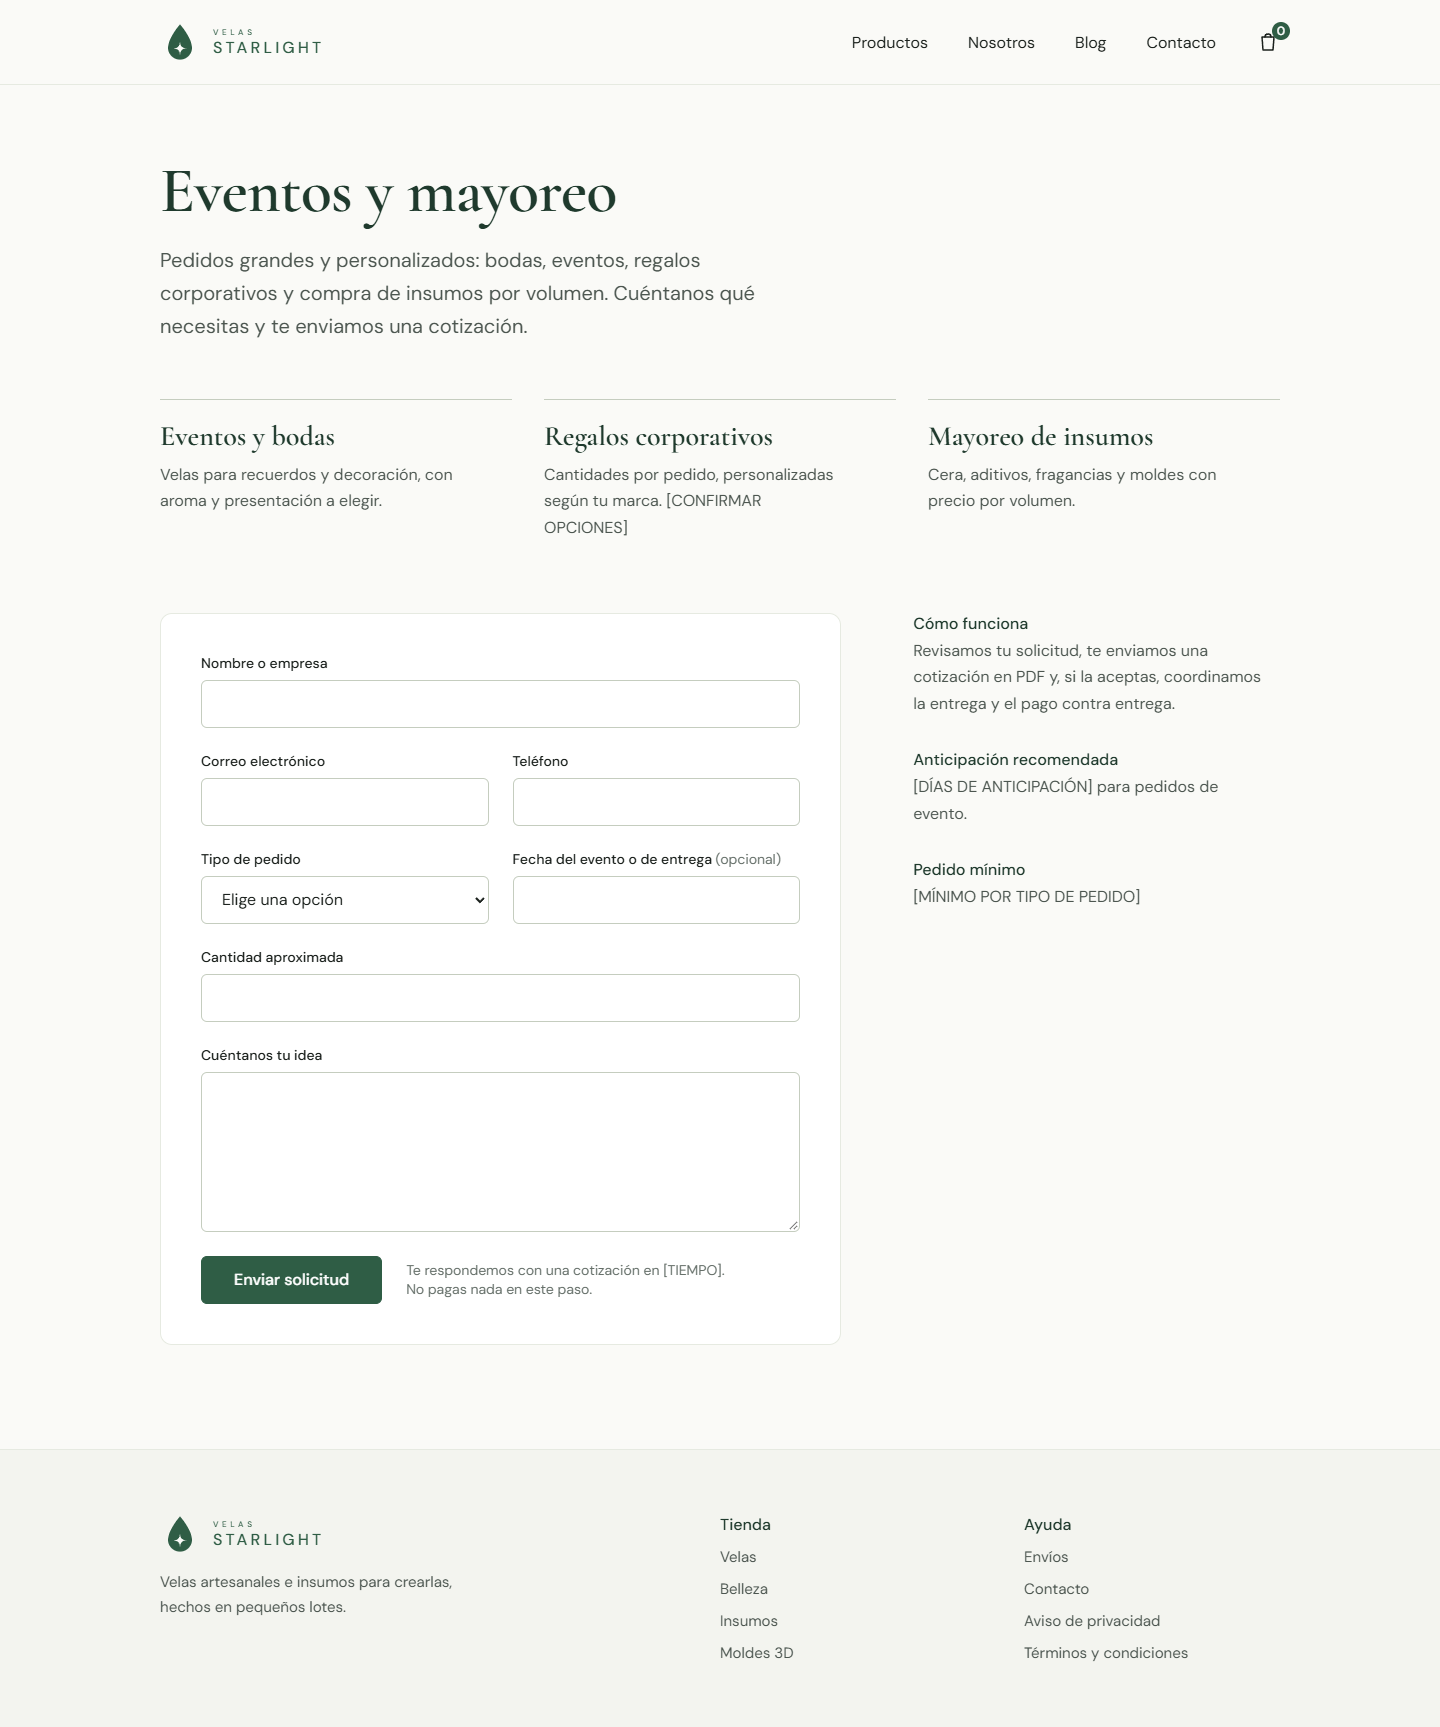 VELAS
STARLIGHT
Productos
Nosotros
Blog
Contacto
0
Eventos y mayoreo
Pedidos grandes y personalizados: bodas, eventos, regalos
corporativos y compra de insumos por volumen. Cuéntanos qué
necesitas y te enviamos una cotización.
Eventos y bodas
Velas para recuerdos y decoración, con
aroma y presentación a elegir.
Regalos corporativos
Cantidades por pedido, personalizadas
según tu marca. [CONFIRMAR
OPCIONES]
Mayoreo de insumos
Cera, aditivos, fragancias y moldes con
precio por volumen.
Nombre o empresa
Correo electrónico
Teléfono
Tipo de pedido
Elige una opción
Fecha del evento o de entrega (opcional)
Cantidad aproximada
Cuéntanos tu idea
Enviar solicitud
Te respondemos con una cotización en [TIEMPO].
No pagas nada en este paso.
Cómo funciona
Revisamos tu solicitud, te enviamos una
cotización en PDF y, si la aceptas, coordinamos
la entrega y el pago contra entrega.
Anticipación recomendada
[DÍAS DE ANTICIPACIÓN] para pedidos de
evento.
Pedido mínimo
[MÍNIMO POR TIPO DE PEDIDO]
VELAS
STARLIGHT
Velas artesanales e insumos para crearlas,
hechos en pequeños lotes.
Tienda
Velas
Belleza
Insumos
Moldes 3D
Ayuda
Envíos
Contacto
Aviso de privacidad
Términos y condiciones